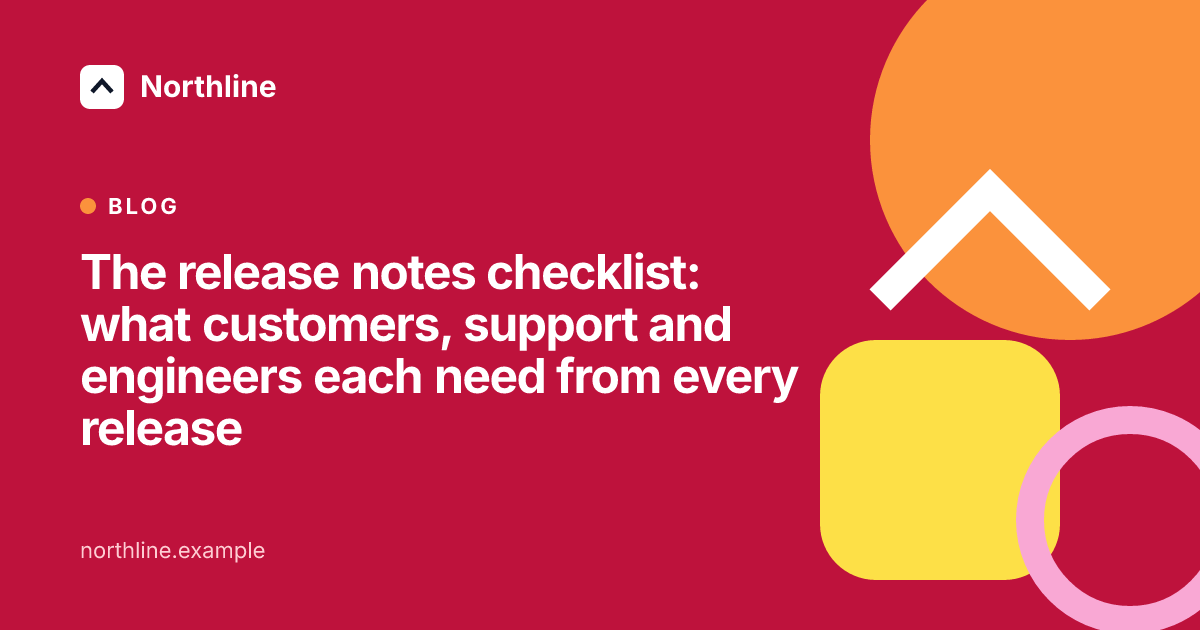 Northline
BLOG
The release notes checklist:
what customers, support and
engineers each need from every
release
northline.example